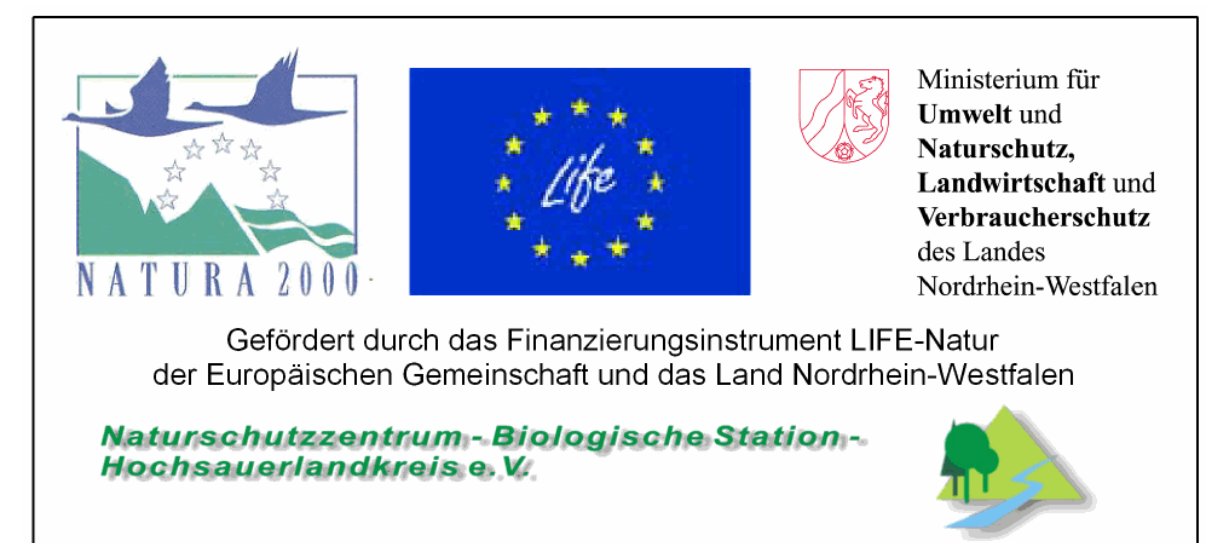 NATURA 2000
Life
Ministerium für
Umwelt und
Naturschutz,
Landwirtschaft und
Verbraucherschutz
des Landes
Nordrhein-Westfalen
Gefördert durch das Finanzierungsinstrument LIFE-Natur
der Europäischen Gemeinschaft und das Land Nordrhein-Westfalen
Naturschutzzentrum - Biologische Station -
Hochsauerlandkreis e.V.